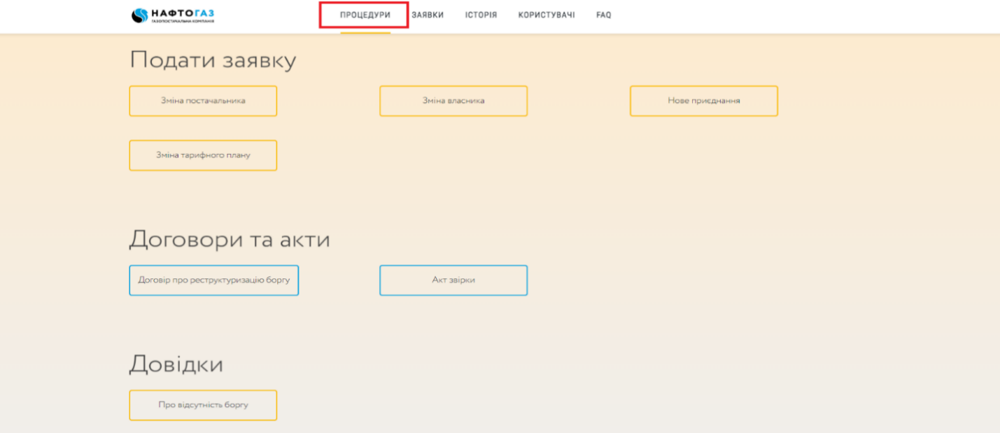 НАФТОГАЗ
ГАЗОПОСТАЧАЛЬНА КОМПАНІЯ
ПРОЦЕДУРИ ЗАЯВКИ ІСТОРІЯ КОРИСТУВАЧІ FAQ
Подати заявку
Зміна постачальника Зміна власника Нове приєднання
Зміна тарифного плану
Договори та акти
Договір про реструктуризацію боргу Акт звірки
Довідки
Про відсутність боргу